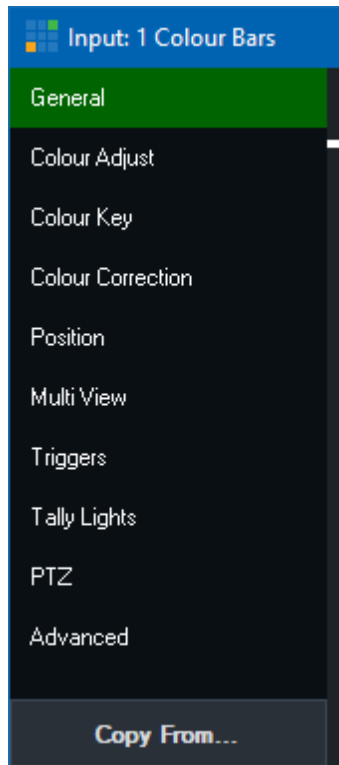 Input: 1 Colour Bars
General
Colour Adjust
Colour Key
Colour Correction
Position
Multi View
Triggers
Tally Lights
PTZ
Advanced
Copy From...